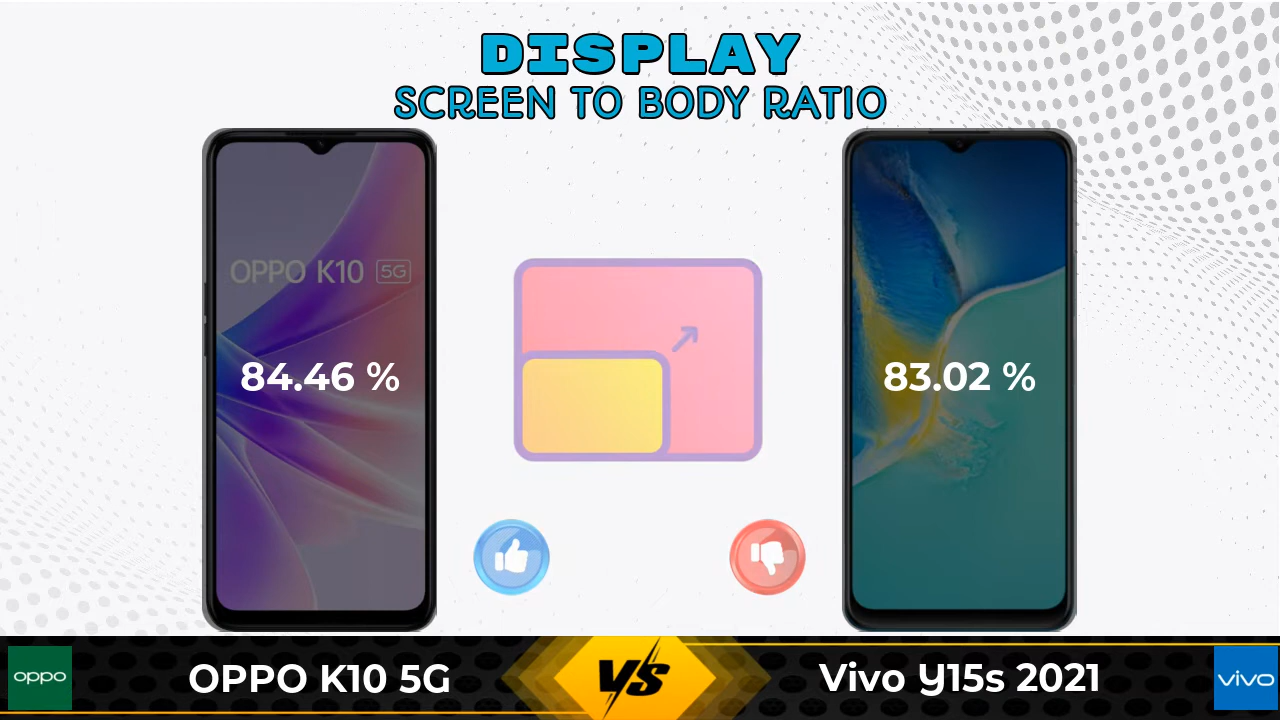 DISPLAY
SCREEN TO BODY RATIO
OPPO K10 5G
84.46 %
83.02 %
oppo
OPPO K10 5G
VS
Vivo Y15s 2021
vivo